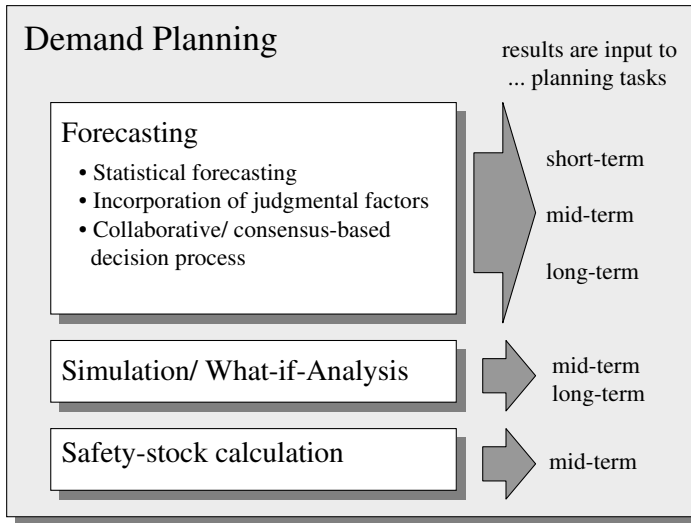 Demand Planning
results are input to
... planning tasks
Forecasting
• Statistical forecasting
• Incorporation of judgmental factors
• Collaborative/ consensus-based
decision process
short-term
mid-term
long-term
Simulation/ What-if-Analysis
mid-term
long-term
Safety-stock calculation
mid-term